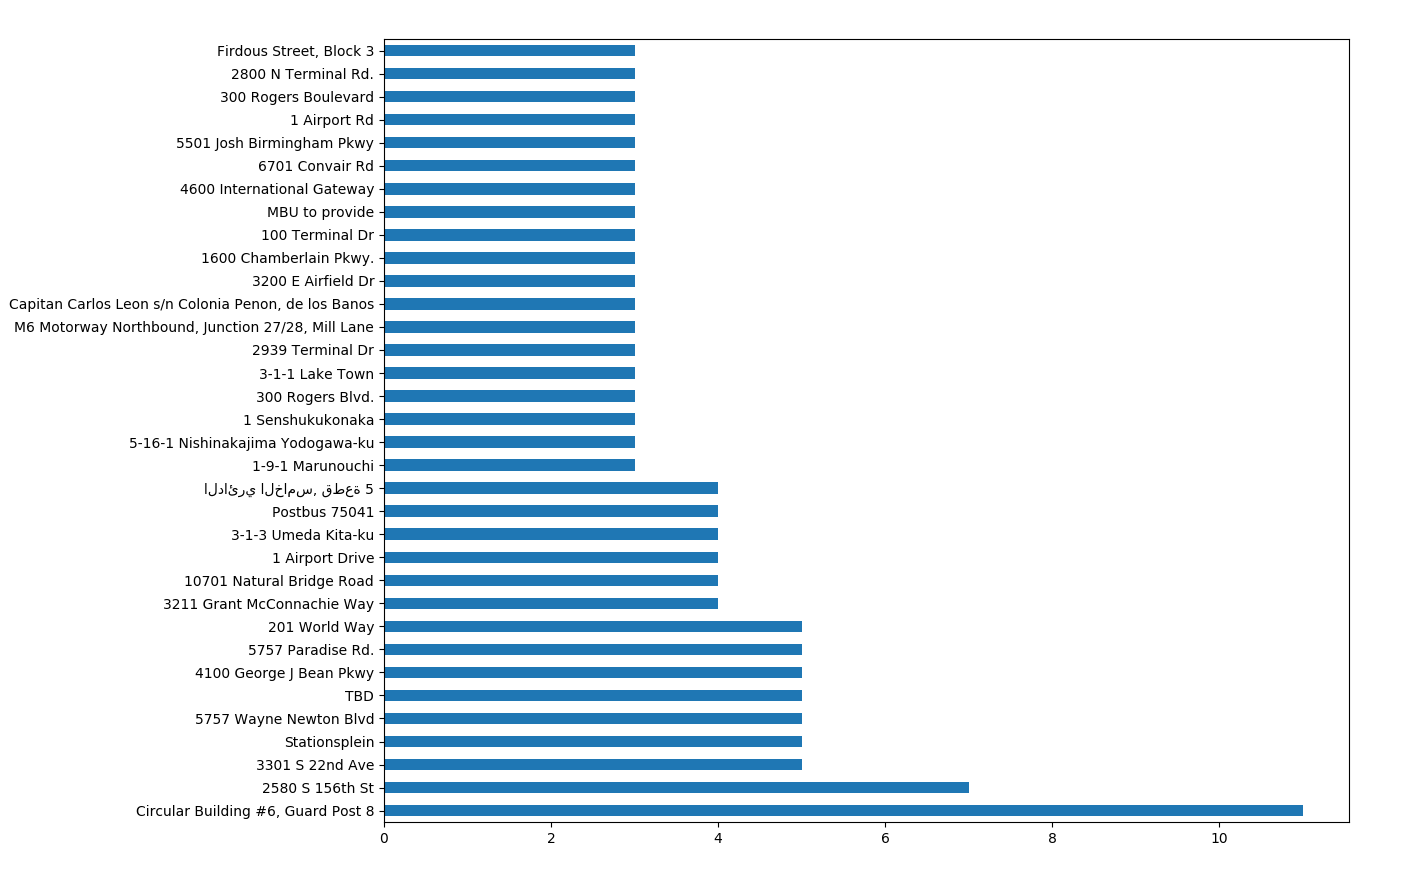 Firdous Street, Block 3
2800 N Terminal Rd.
300 Rogers Boulevard
1 Airport Rd
5501 Josh Birmingham Pkwy
6701 Convair Rd
4600 International Gateway
MBU to provide
100 Terminal Dr
1600 Chamberlain Pkwy.
3200 E Airfield Dr
Capitan Carlos Leon s/n Colonia Penon, de los Banos
M6 Motorway Northbound, Junction 27/28, Mill Lane
2939 Terminal Dr
3-1-1 Lake Town
300 Rogers Blvd.
1 Senshukukonaka
5-16-1 Nishinakajima Yodogawa-ku
1-9-1 Marunouchi
الدائري الخامس, قطعة 5
Postbus 75041
3-1-3 Umeda Kita-ku
1 Airport Drive
10701 Natural Bridge Road
3211 Grant McConnachie Way
201 World Way
5757 Paradise Rd.
4100 George J Bean Pkwy
TBD
5757 Wayne Newton Blvd
Stationsplein
3301 S 22nd Ave
2580 S 156th St
Circular Building #6, Guard Post 8
0 2 4 6 8 10